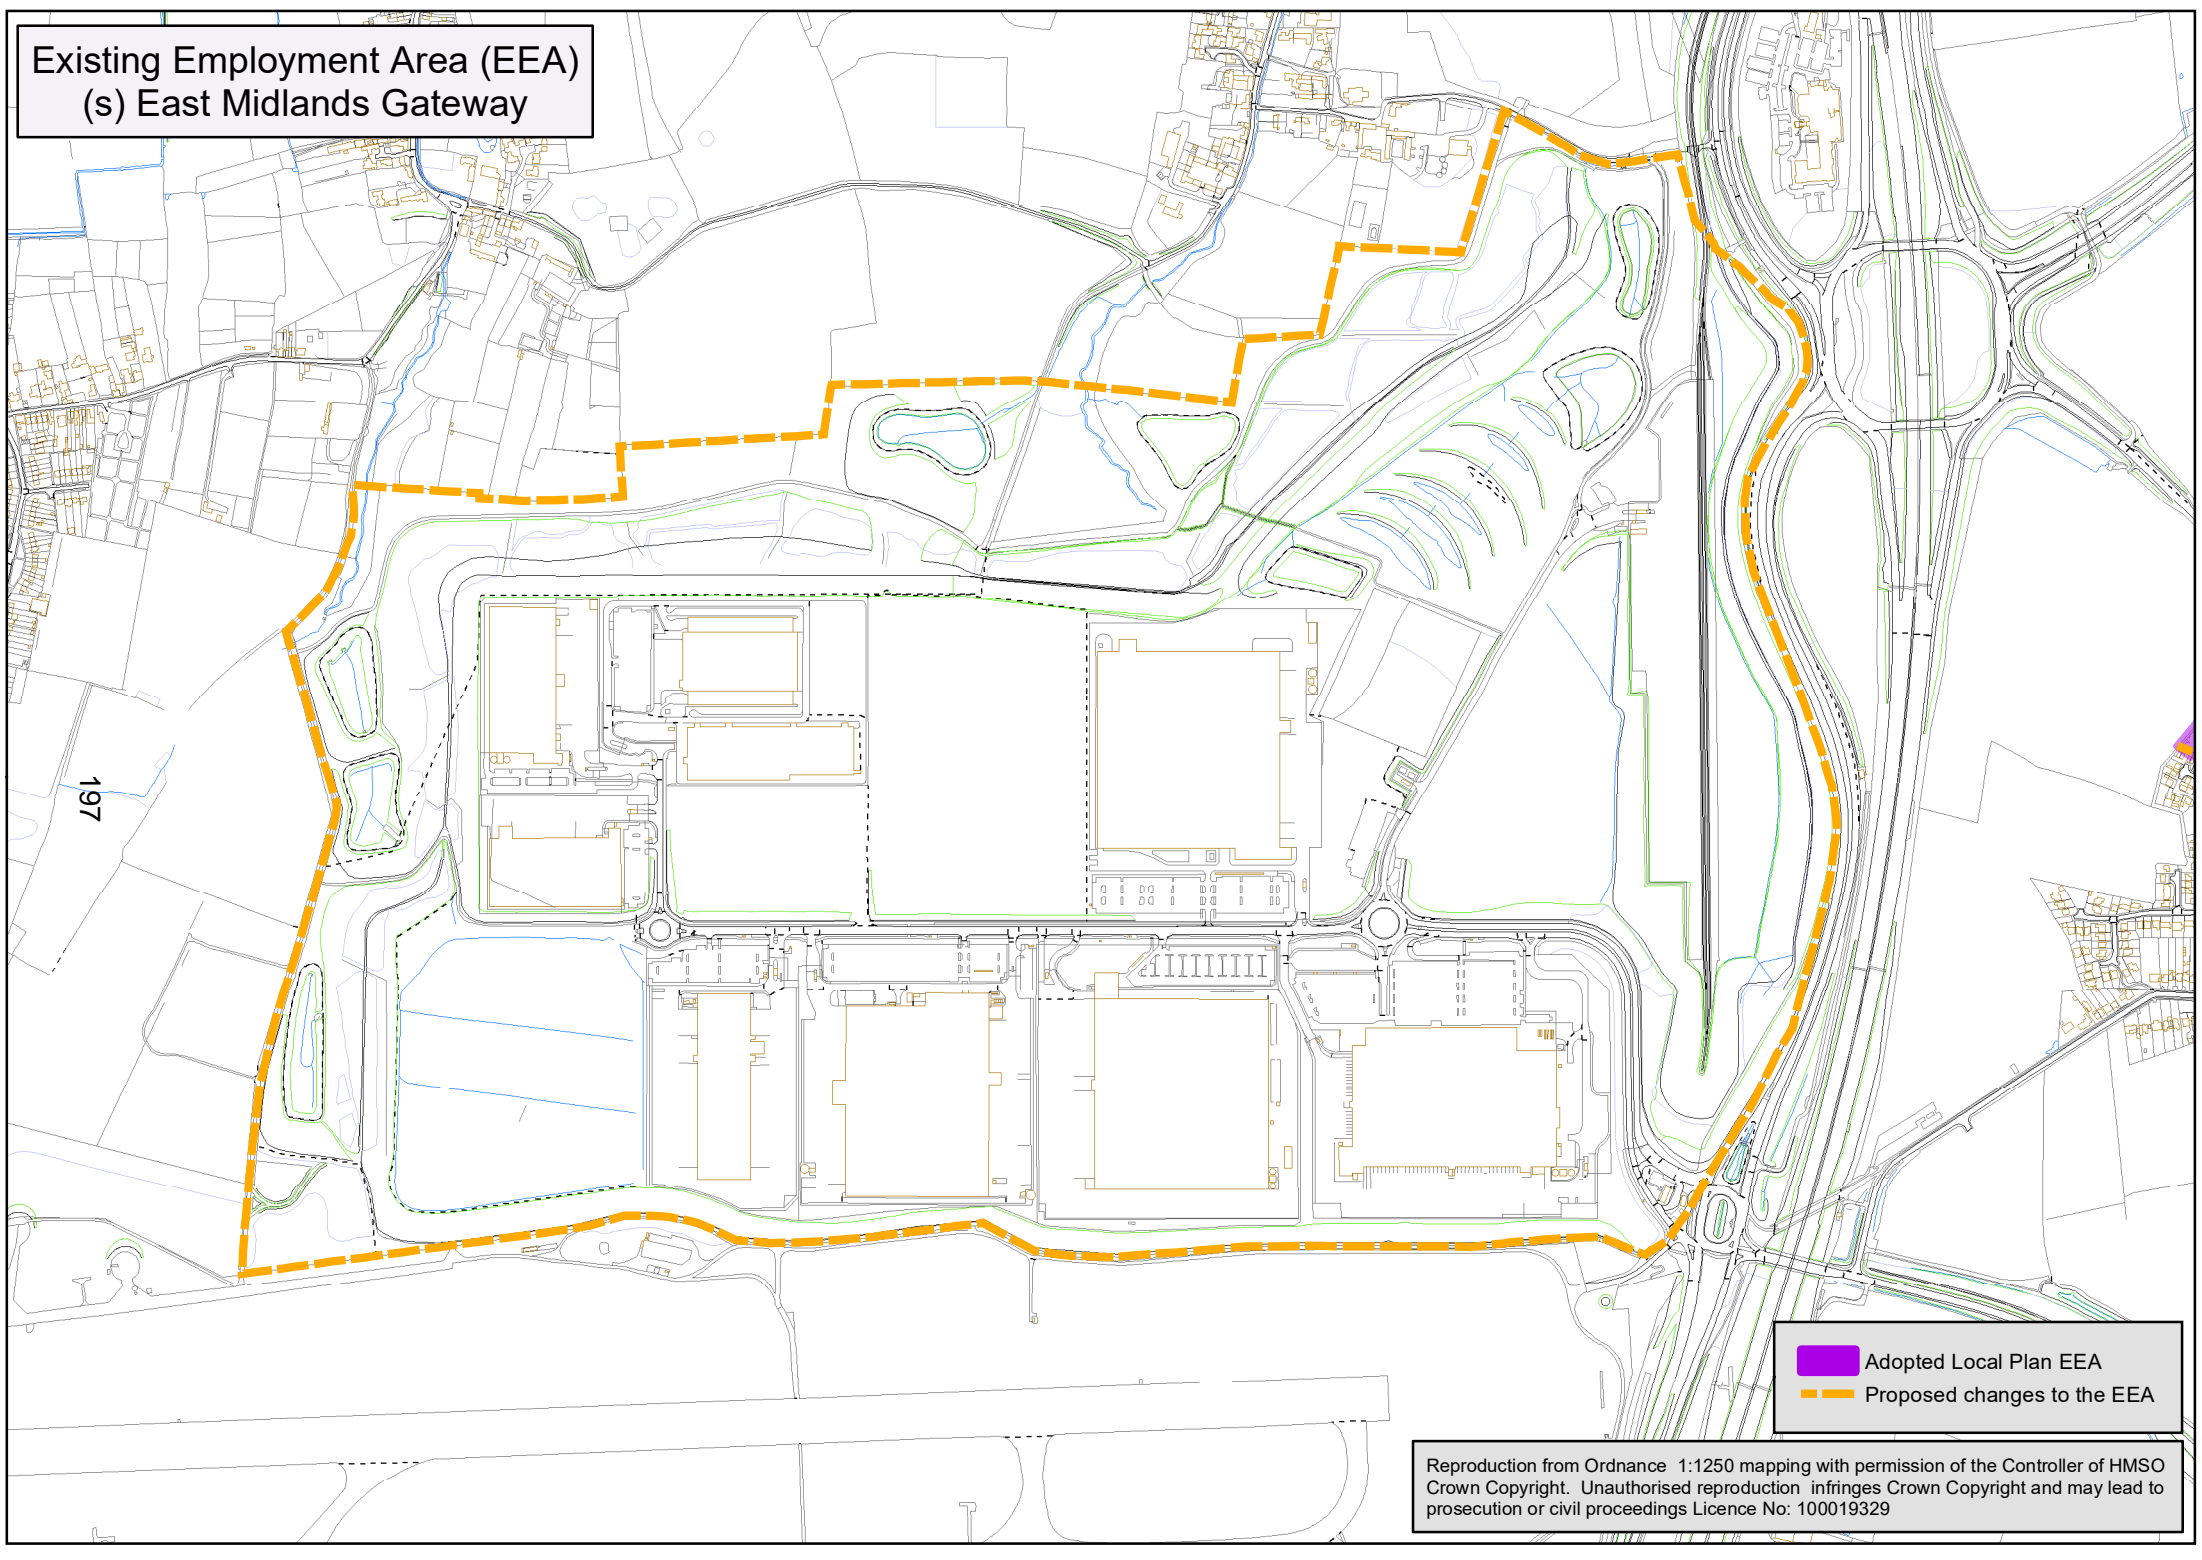 Existing Employment Area (EEA)
(s) East Midlands Gateway
197
Adopted Local Plan EEA
Proposed changes to the EEA
Reproduction from Ordnance 1:1250 mapping with permission of the Controller of HMSO
Crown Copyright. Unauthorised reproduction infringes Crown Copyright and may lead to
prosecution or civil proceedings Licence No: 100019329